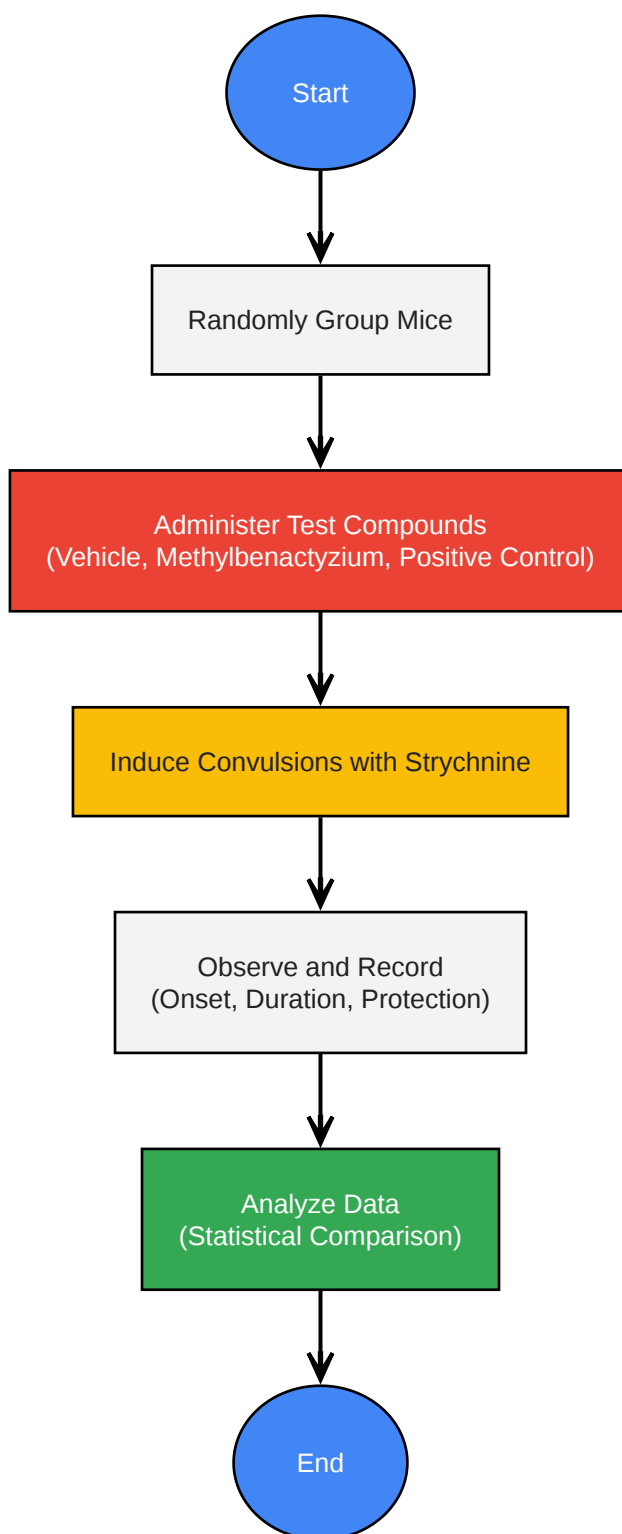 Start
Randomly Group Mice
Administer Test Compounds
(Vehicle, Methylbenactyzium, Positive Control)
Induce Convulsions with Strychnine
Observe and Record
(Onset, Duration, Protection)
Analyze Data
(Statistical Comparison)
End